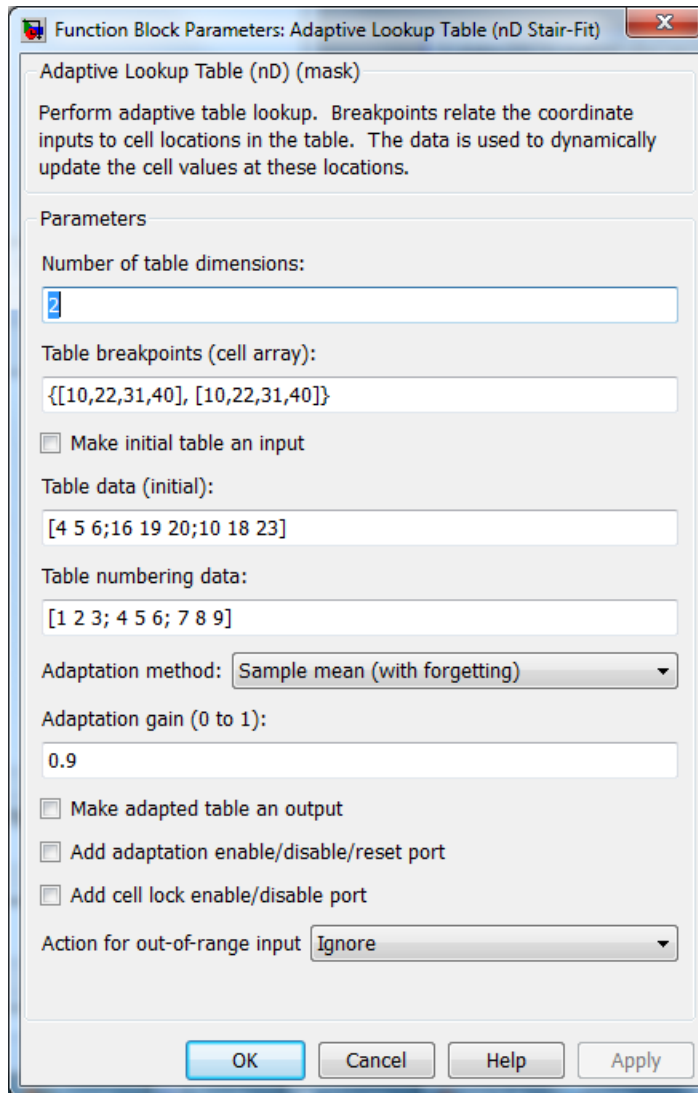 Function Block Parameters: Adaptive Lookup Table (nD Stair-Fit)
Adaptive Lookup Table (nD) (mask)
Perform adaptive table lookup.  Breakpoints relate the coordinate
inputs to cell locations in the table.  The data is used to dynamically
update the cell values at these locations.
Parameters
Number of table dimensions:
2
Table breakpoints (cell array):
{[10,22,31,40], [10,22,31,40]}
Make initial table an input
Table data (initial):
[4 5 6;16 19 20;10 18 23]
Table numbering data:
[1 2 3; 4 5 6; 7 8 9]
Adaptation method: Sample mean (with forgetting)
Adaptation gain (0 to 1):
0.9
Make adapted table an output
Add adaptation enable/disable/reset port
Add cell lock enable/disable port
Action for out-of-range input Ignore
OK Cancel Help Apply